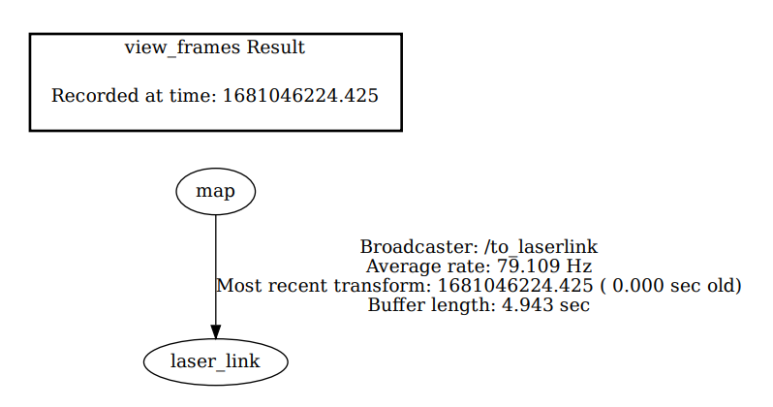 view_frames Result
Recorded at time: 1681046224.425
map
Broadcaster: /to_laserlink
Average rate: 79.109 Hz
Most recent transform: 1681046224.425 ( 0.000 sec old)
Buffer length: 4.943 sec
laser_link